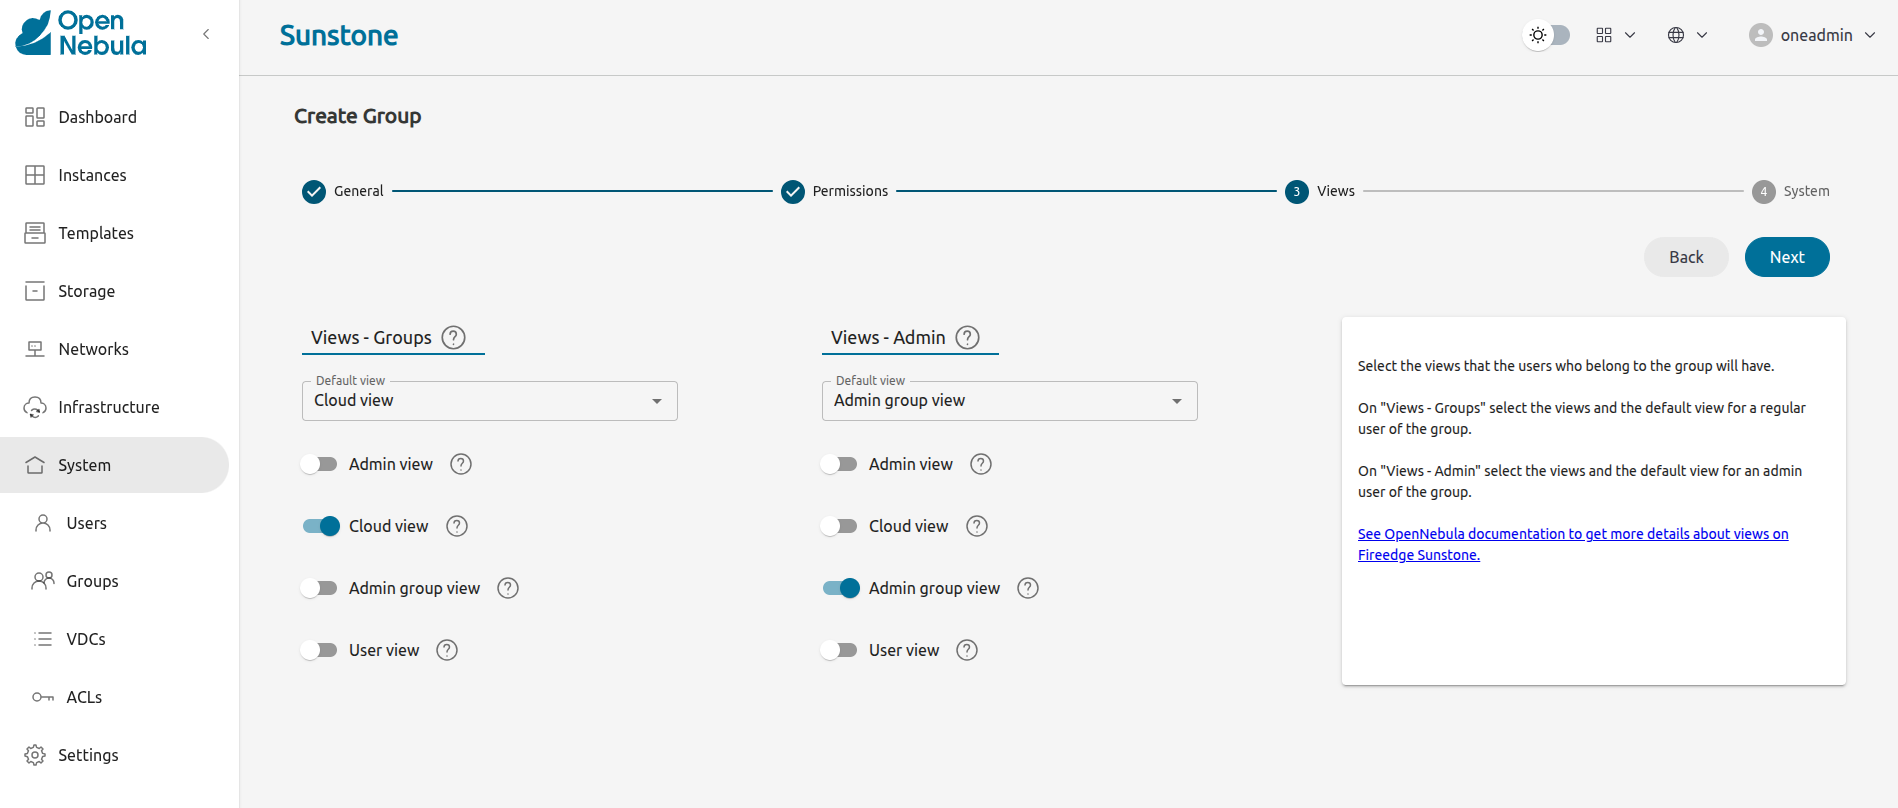 Open
Nebula
Sunstone
oneadmin
Dashboard
Instances
Templates
Storage
Networks
Infrastructure
System
Users
Groups
VDCs
ACLs
Settings
Create Group
General
Permissions
3 Views
4 System
Back
Next
Views - Groups ?
Default view
Cloud view
Admin view ?
Cloud view ?
Admin group view ?
User view ?
Views - Admin ?
Default view
Admin group view
Admin view ?
Cloud view ?
Admin group view ?
User view ?
Select the views that the users who belong to the group will have.
On "Views - Groups" select the views and the default view for a regular
user of the group.
On "Views - Admin" select the views and the default view for an admin
user of the group.
See OpenNebula documentation to get more details about views on
Fireedge Sunstone.